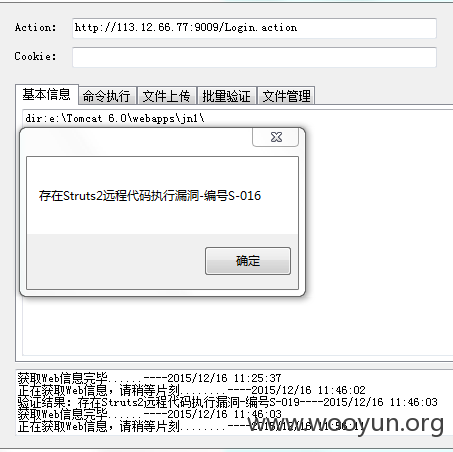 Action: http://113.12.66.77:9009/Login.action
Cookie:
基本信息 命令执行 文件上传 批量验证 文件管理
dir:e:\Tomcat 6.0\webapps\jnl\
存在Struts2远程代码执行漏洞-编号S-016
确定
获取Web信息完毕......----2015/12/16 11:25:37
正在获取Web信息,请稍等片刻........----2015/12/16 11:46:02
验证结果:存在Struts2远程代码执行漏洞-编号S-019----2015/12/16 11:46:03
获取Web信息完毕......----2015/12/16 11:46:03
正在获取Web信息,请稍等片刻........----2015/12/16
www.wooyun.org